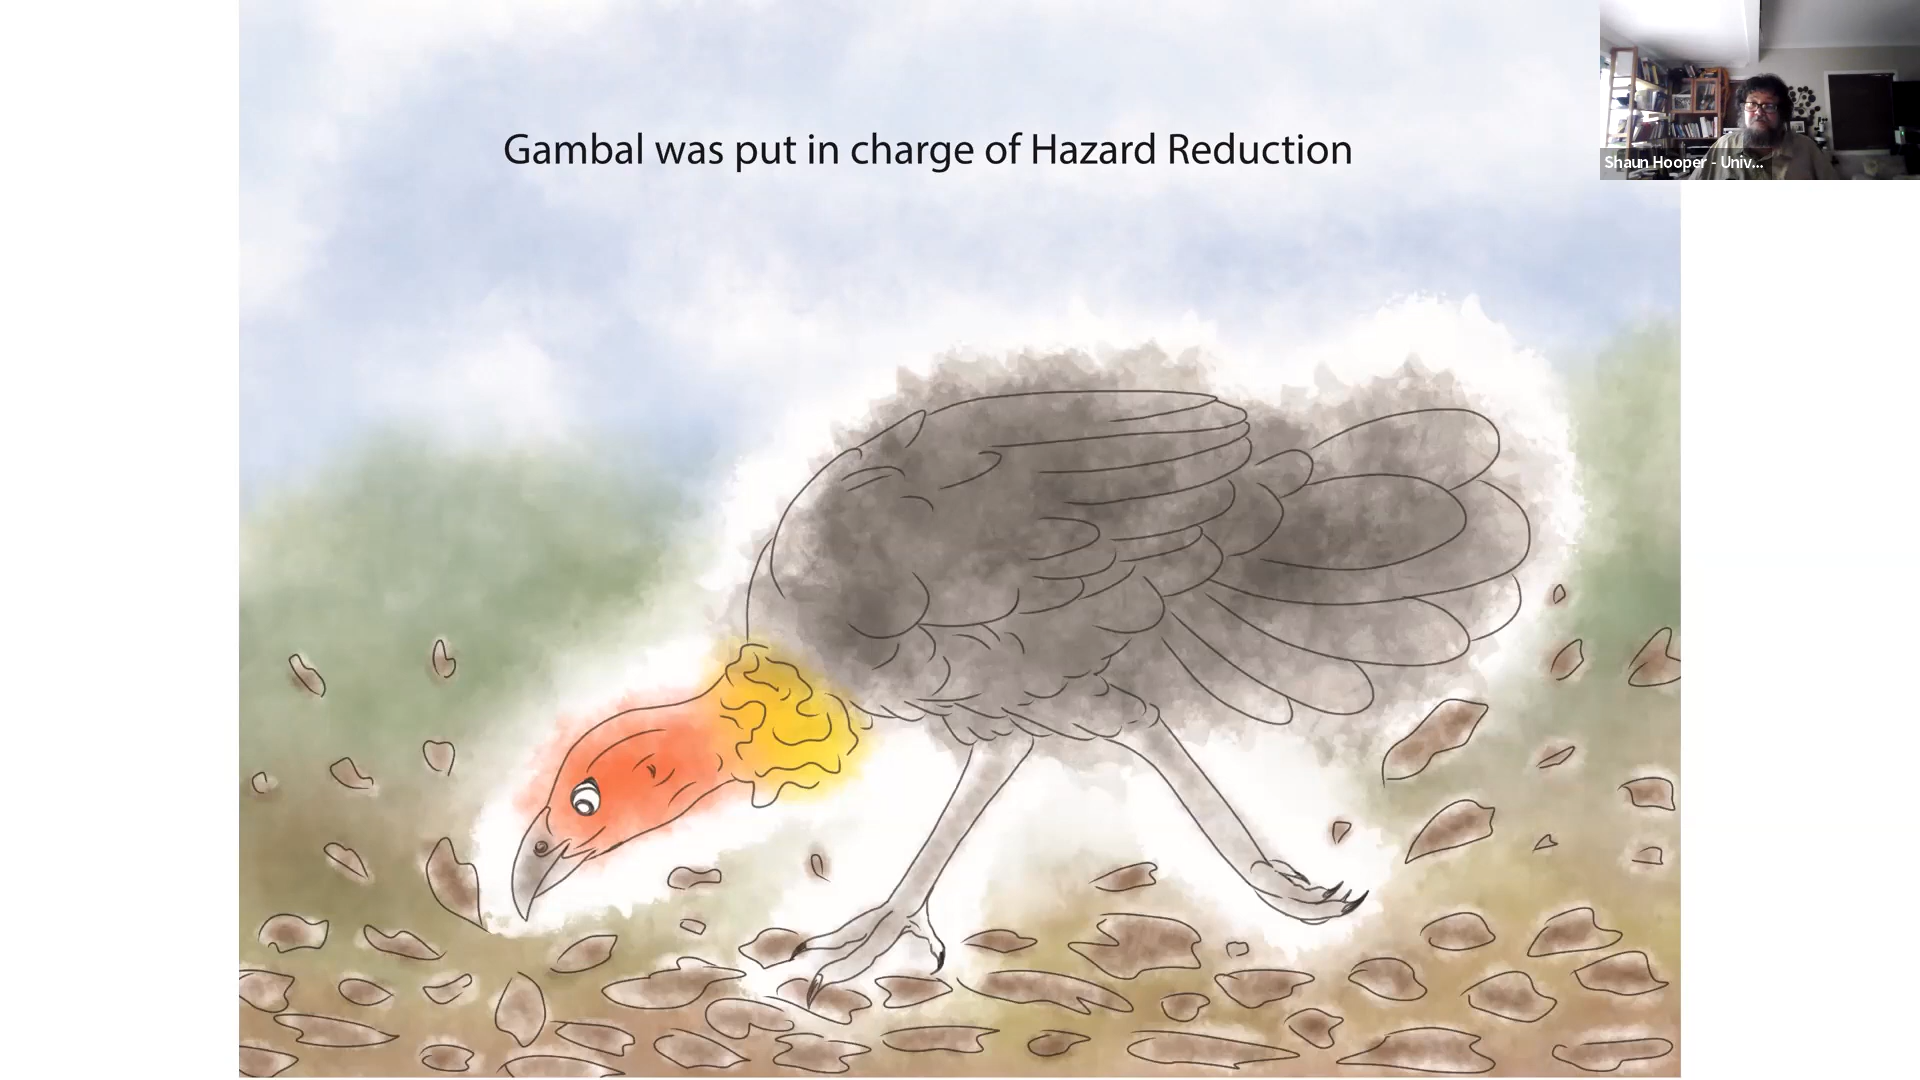 Gambal was put in charge of Hazard Reduction
Shaun Hooper - Univ...